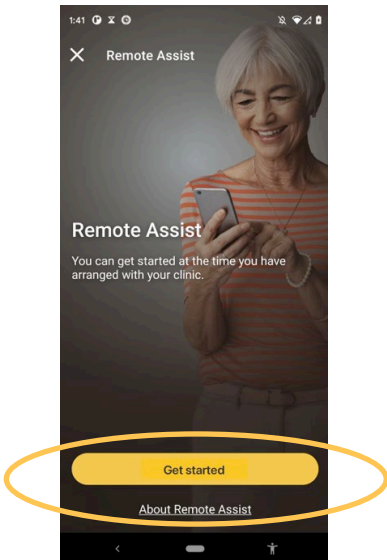 1:41
Remote Assist
Remote Assist
You can get started at the time you have
arranged with your clinic.
Get started
About Remote Assist